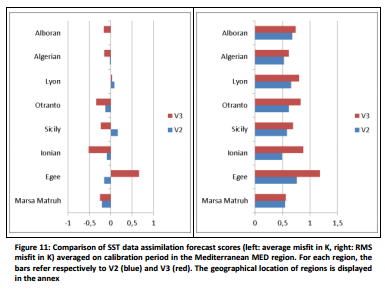 Alboran
Algerian
Lyon
Otranto
Sicily
Ionian
Egee
Marsa Matruh
V3
V2
-1 -0,5 0 0,5 1
Alboran
Algerian
Lyon
Otranto
Sicily
Ionian
Egee
Marsa Matruh
V3
V2
0 0,5 1 1,5
Figure 11: Comparison of SST data assimilation forecast scores (left: average misfit in K, right: RMS
misfit in K) averaged on calibration period in the Mediterranean MED region. For each region, the
bars refer respectively to V2 (blue) and V3 (red). The geographical location of regions is displayed
in the annex